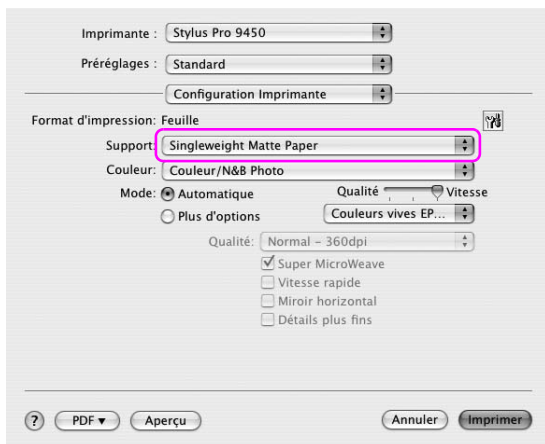 Imprimante : Stylus Pro 9450
Préréglages : Standard
Configuration Imprimante
Format d'impression: Feuille
Support: Singleweight Matte Paper
Couleur: Couleur/N&B Photo
Mode: Automatique Qualité Vitesse
Plus d'options Couleurs vives EP...
Qualité: Normal - 360dpi
Super MicroWeave
Vitesse rapide
Miroir horizontal
Détails plus fins
? PDF ▼ Aperçu Annuler Imprimer